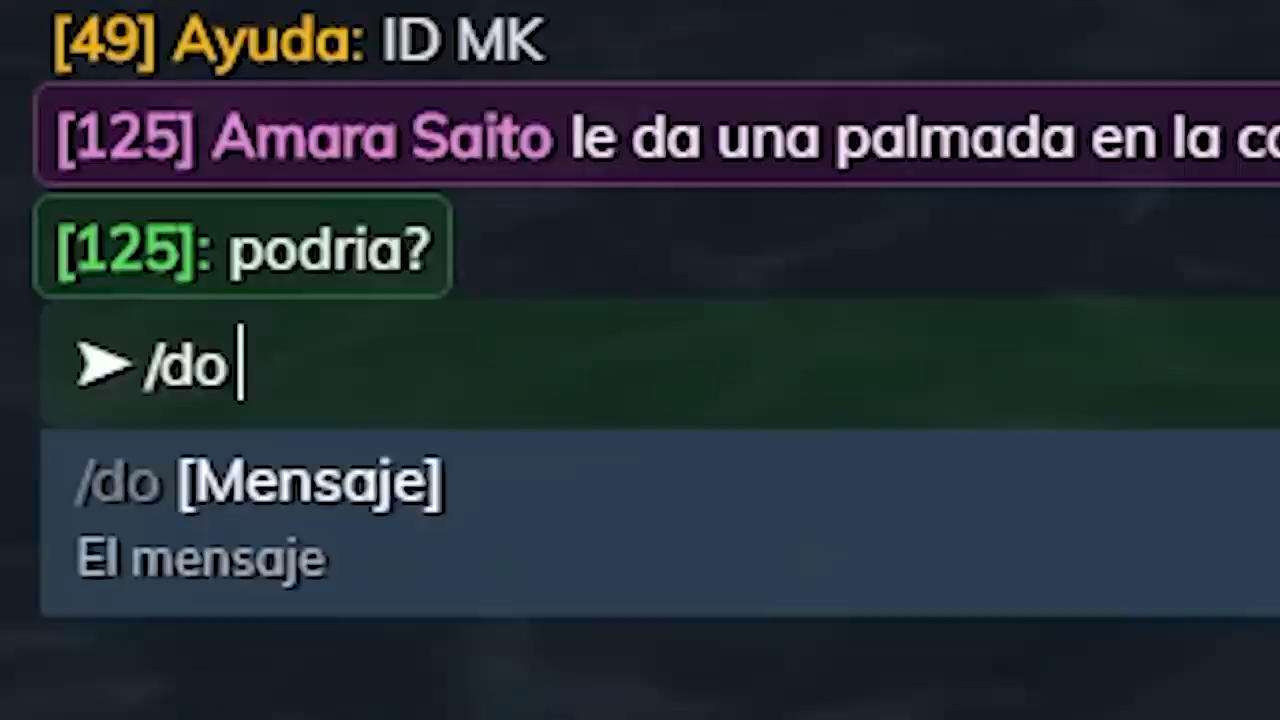 [49] Ayuda: ID MK
[125] Amara Saito le da una palmada en la
[125]: podria?
➤ /do
/do [Mensaje]
El mensaje